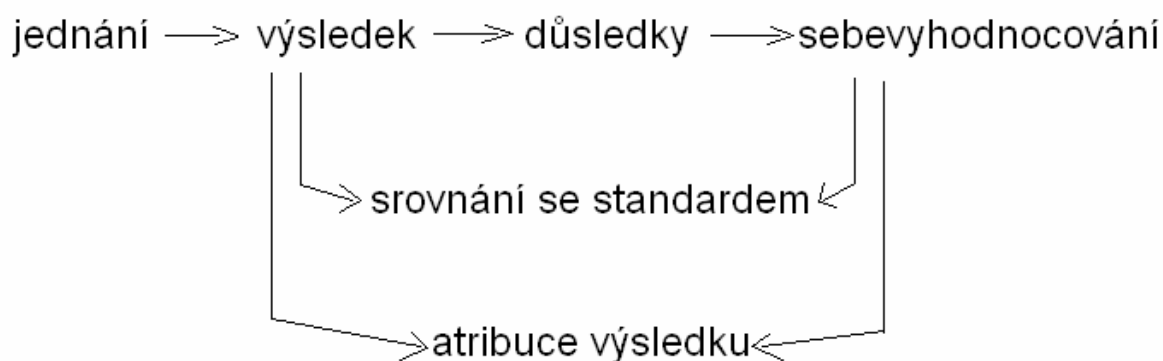 jednání výsledek důsledky sebevyhodnocování
srovnání se standardem
atribuce výsledku